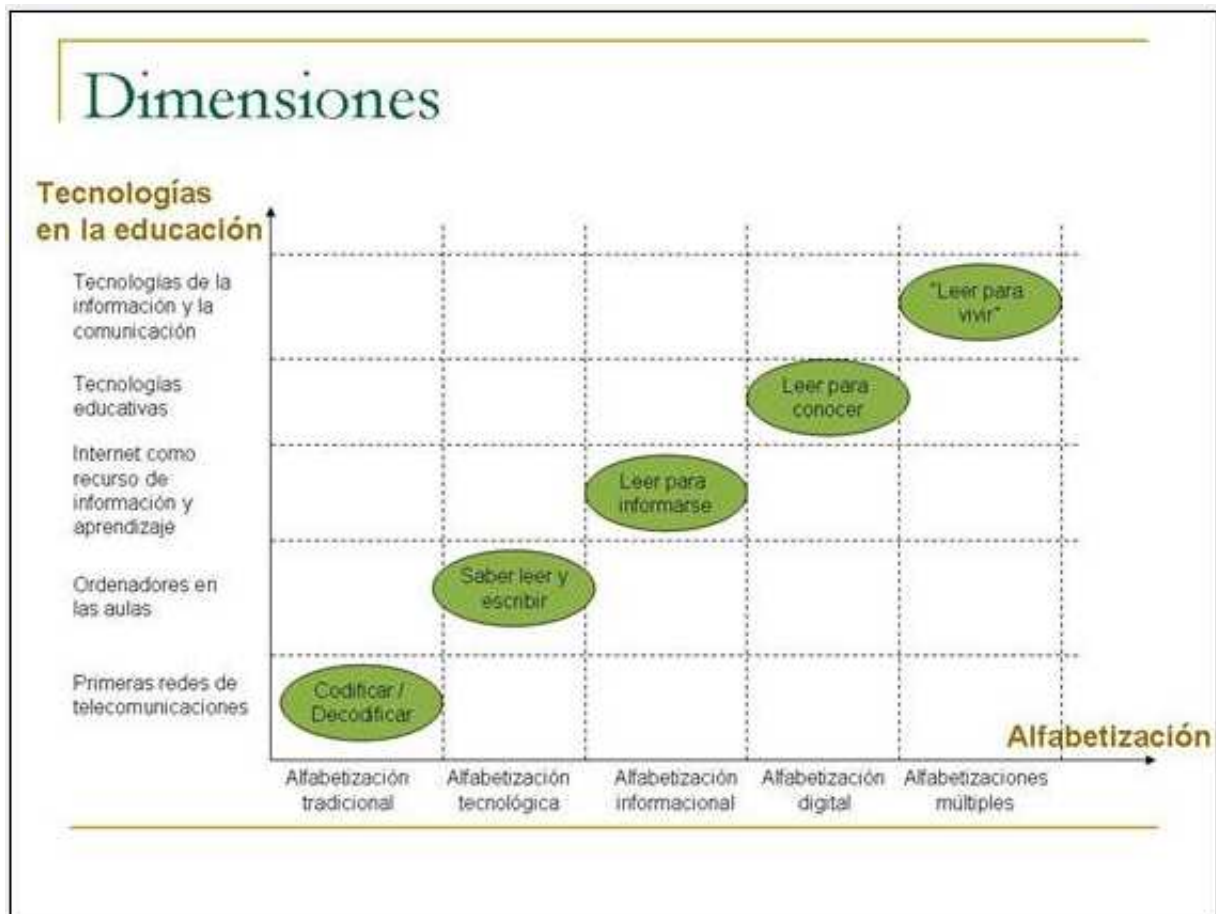 Dimensiones
Tecnologías
en la educación
Tecnologías de la
información y la
comunicación
"Leer para
vivir"
Tecnologías
educativas
Leer para
conocer
Internet como
recurso de
información y
aprendizaje
Leer para
informarse
Ordenadores en
las aulas
Saber leer y
escribir
Primeras redes de
telecomunicaciones
Codificar /
Decodificar
Alfabetización
Alfabetización
tradicional
Alfabetización
tecnológica
Alfabetización
informacional
Alfabetización
digital
Alfabetizaciones
múltiples